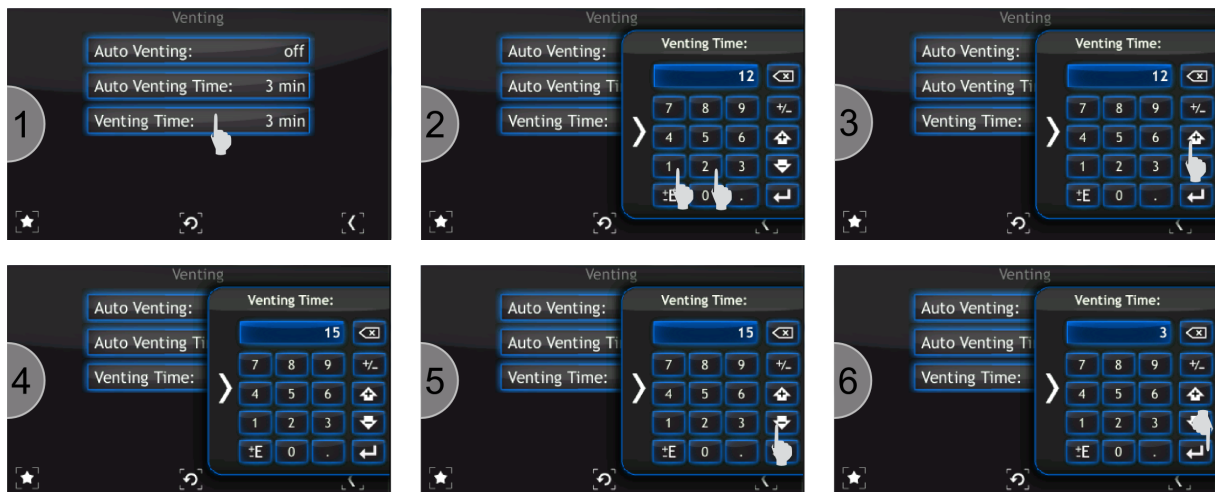 1
Venting
Auto Venting: off
Auto Venting Time: 3 min
Venting Time: 3 min
2
Venting
Auto Venting:
Auto Venting Ti
Venting Time:
Venting Time:
12
7 8 9 +/-
4 5 6
1 2 3
±E 0 .
3
Venting
Auto Venting:
Auto Venting Ti
Venting Time:
Venting Time:
12
7 8 9 +/-
4 5 6
1 2 3
±E 0 .
4
Venting
Auto Venting:
Auto Venting Ti
Venting Time:
Venting Time:
15
7 8 9 +/-
4 5 6
1 2 3
±E 0 .
5
Venting
Auto Venting:
Auto Venting Ti
Venting Time:
Venting Time:
15
7 8 9 +/-
4 5 6
1 2 3
±E 0 .
6
Venting
Auto Venting:
Auto Venting Ti
Venting Time:
Venting Time:
3
7 8 9 +/-
4 5 6
1 2 3
±E 0 .